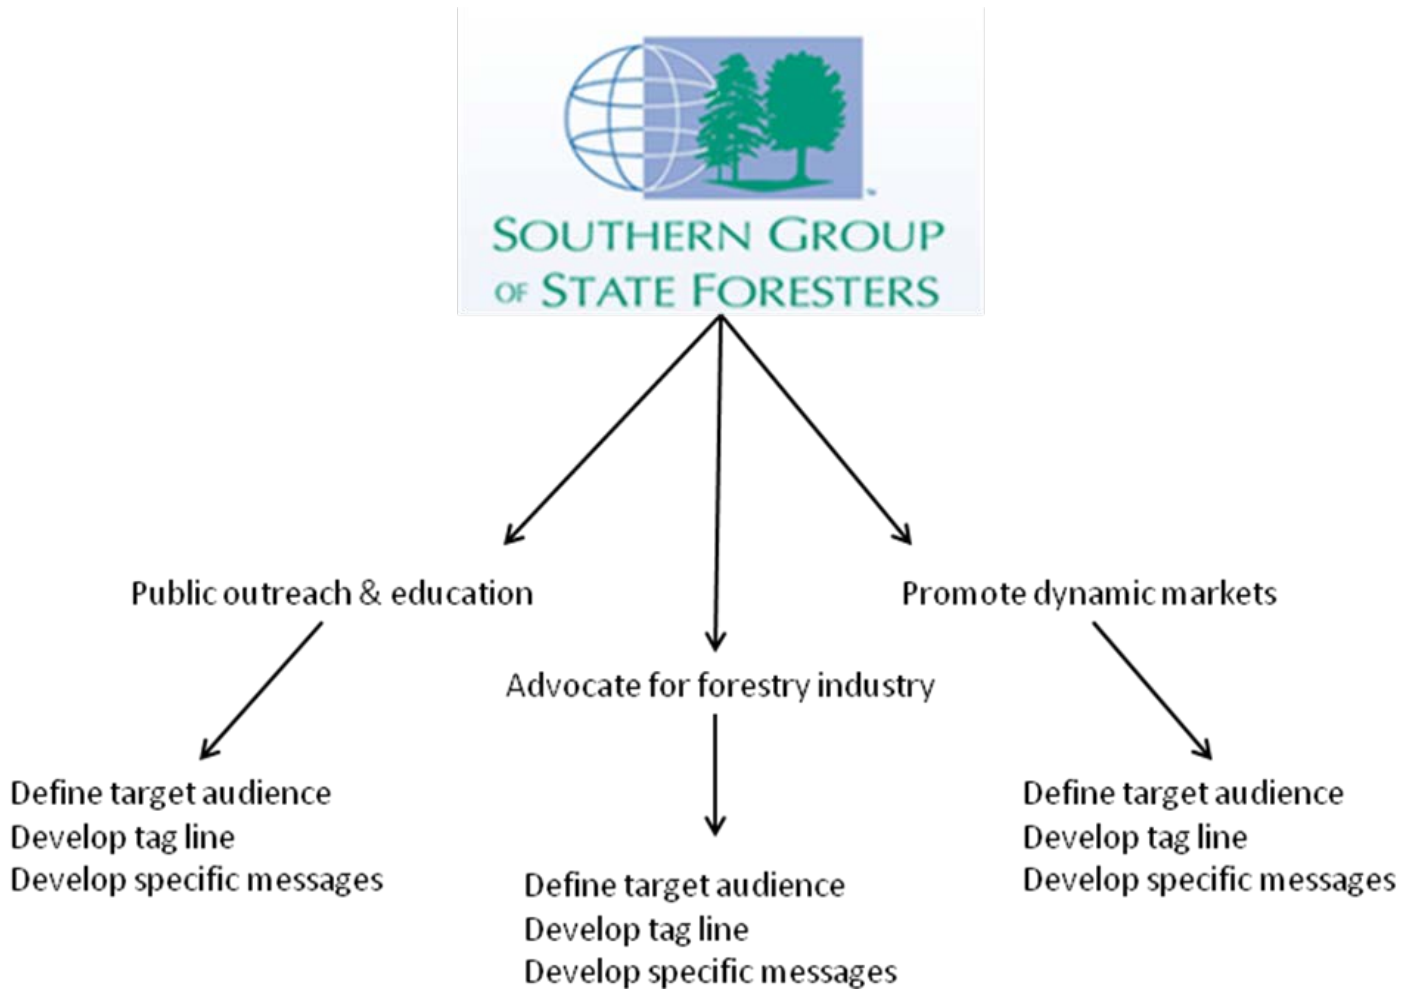 SOUTHERN GROUP
OF STATE FORESTERS
Public outreach & education
Promote dynamic markets
Advocate for forestry industry
Define target audience
Develop tag line
Develop specific messages
Define target audience
Develop tag line
Develop specific messages
Define target audience
Develop tag line
Develop specific messages